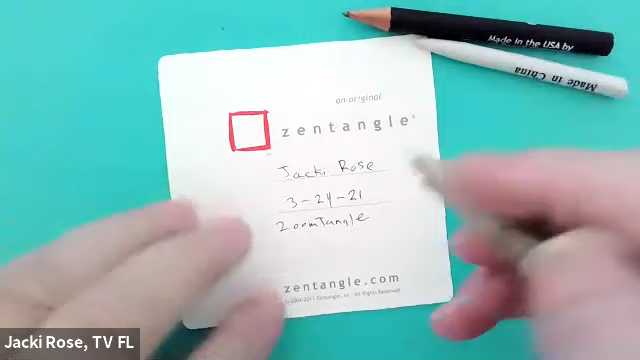 Made in the USA by
Made in China
an original
zentangle®
Jacki Rose
3-24-21
ZoomTangle
zentangle.com
Jacki Rose, TV FL